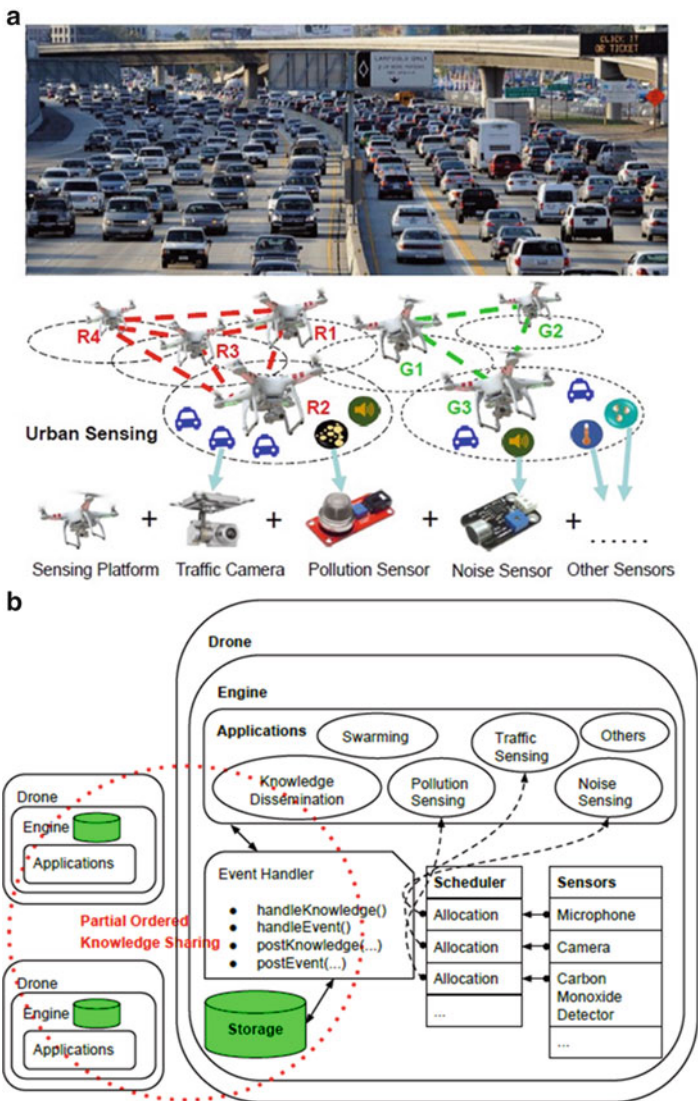 a
CLICK IT
OR TICKET
R4
R3
R1
R2
G1
G2
G3
Urban Sensing
+ + + + ......
Sensing Platform Traffic Camera Pollution Sensor Noise Sensor Other Sensors
b
Drone
Engine
Applications
Swarming
Traffic
Sensing
Others
Knowledge
Dissemination
Pollution
Sensing
Noise
Sensing
Drone
Engine
Applications
Partial Ordered
Knowledge Sharing
Drone
Engine
Applications
Event Handler
● handleKnowledge()
● handleEvent()
● postKnowledge(...)
● postEvent(...)
Storage
Scheduler
Allocation
Allocation
Allocation
...
Sensors
Microphone
Camera
Carbon
Monoxide
Detector
...